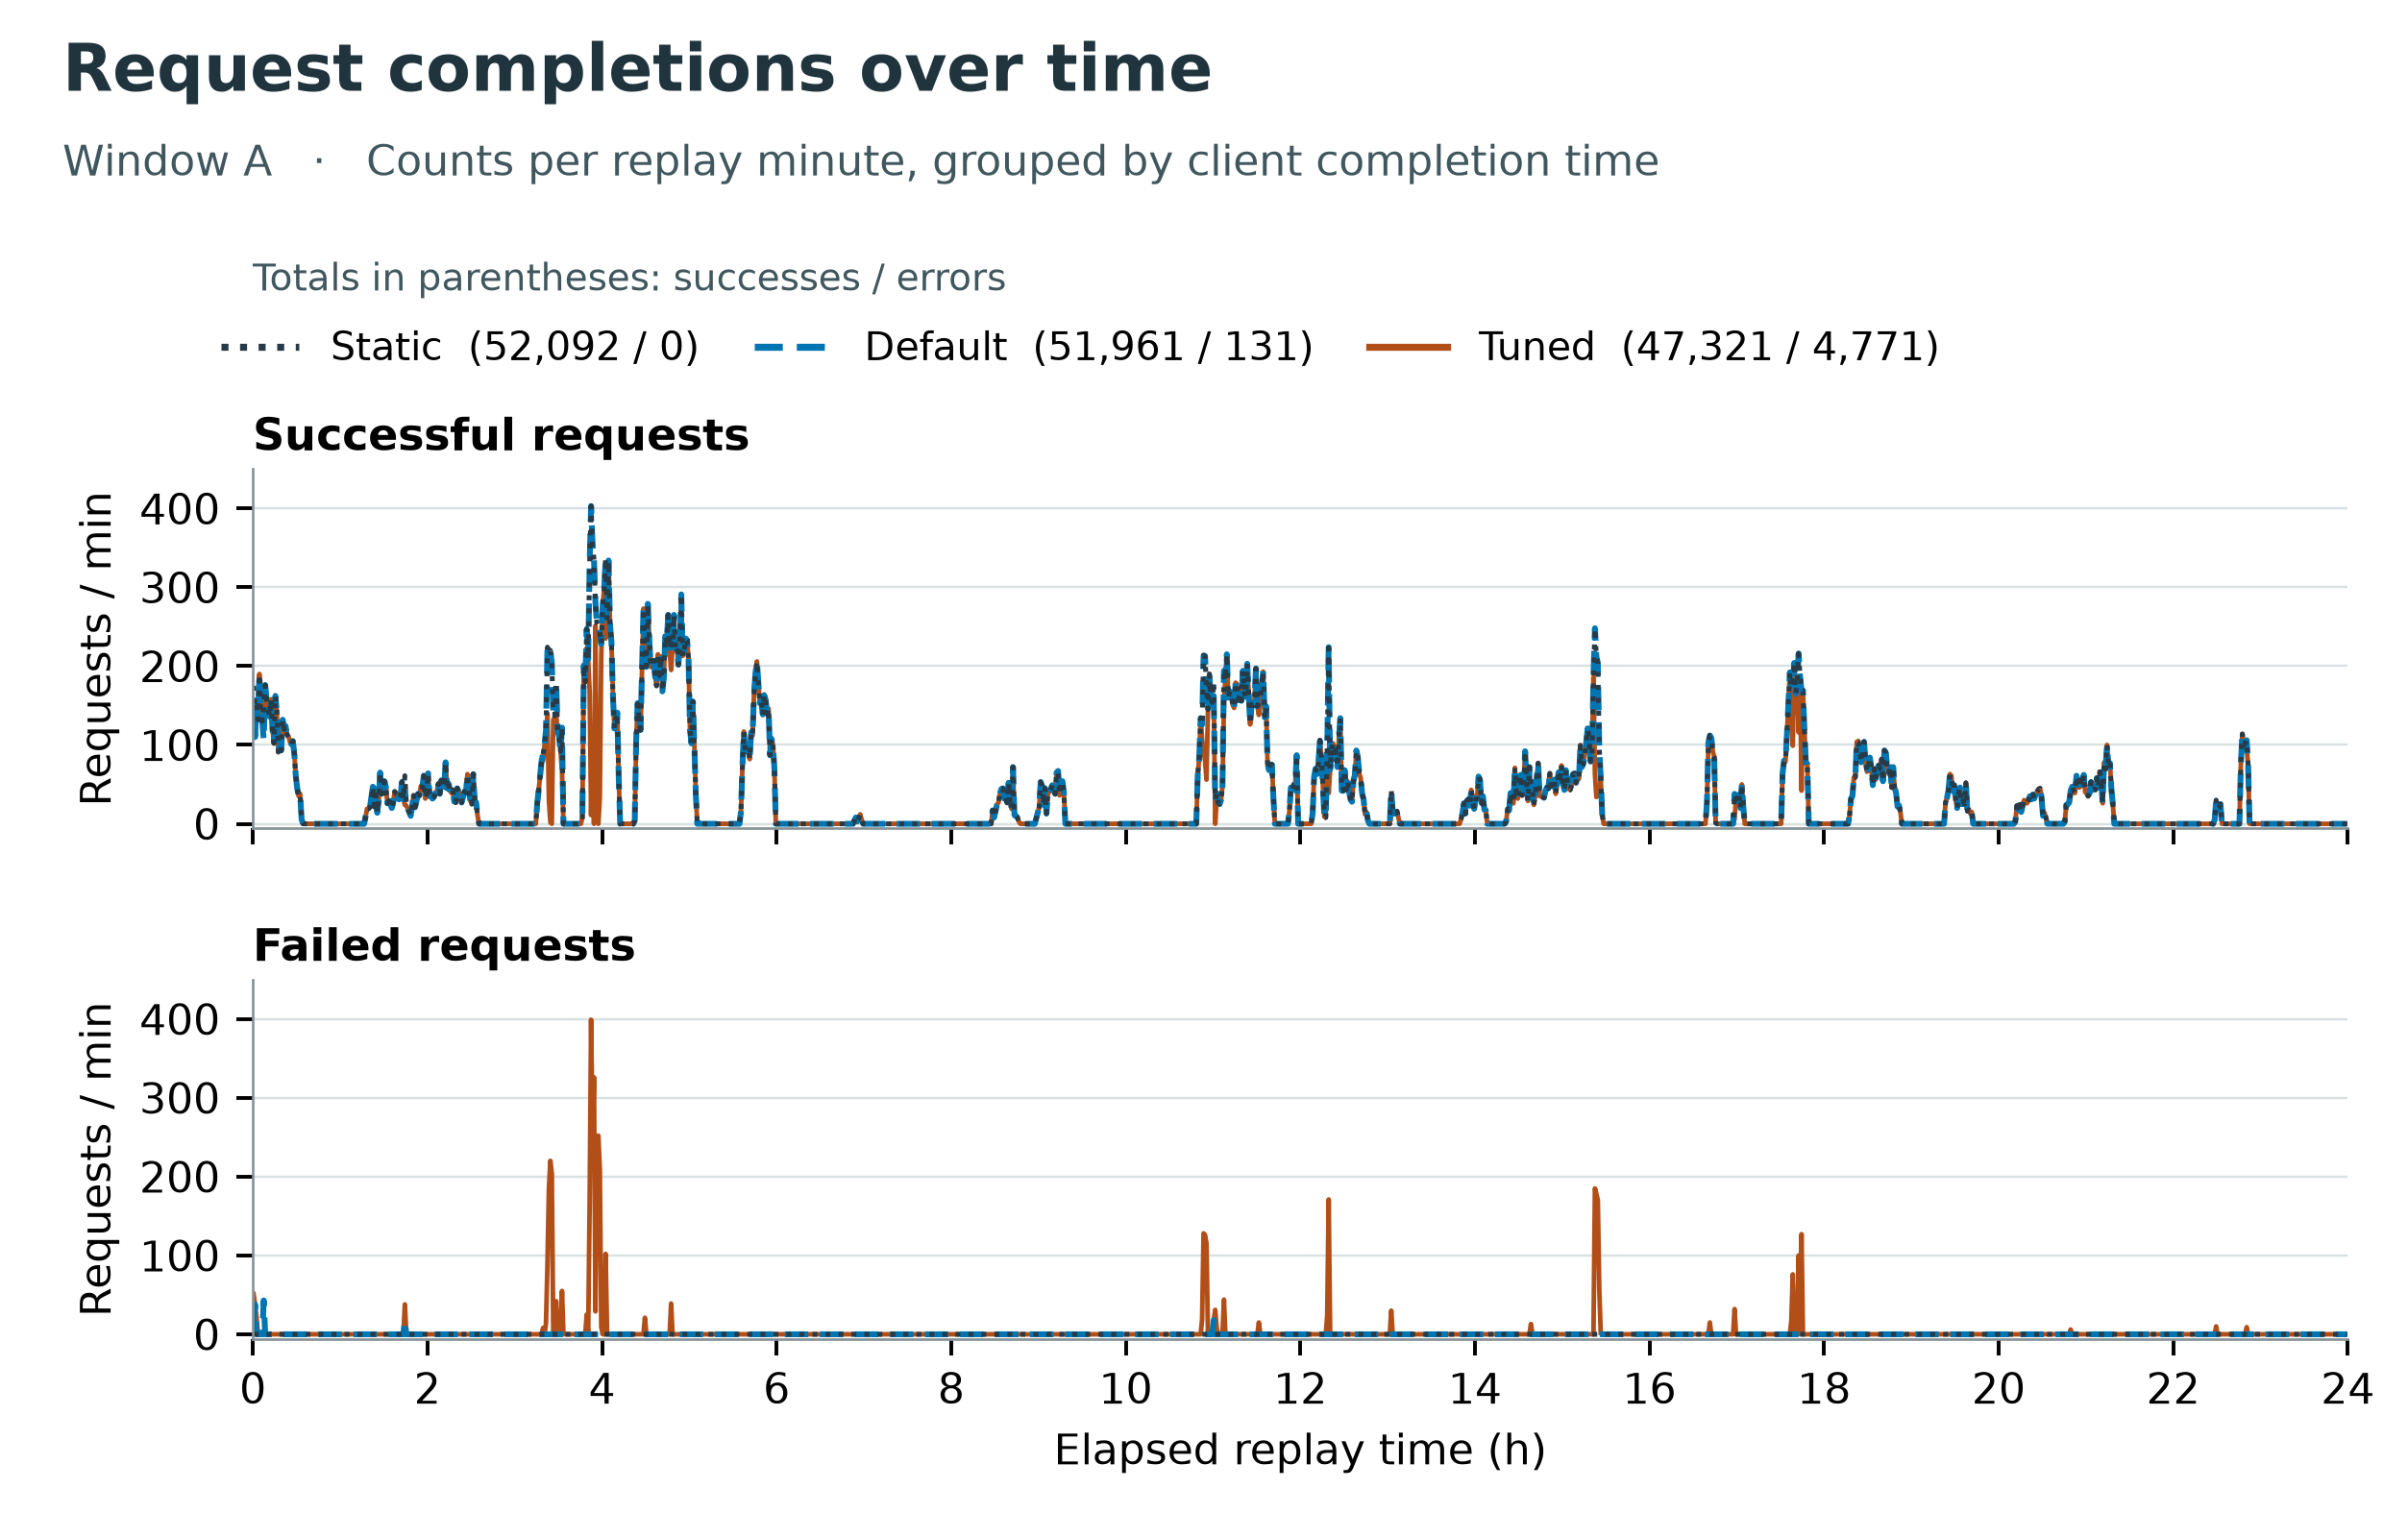 Request completions over time
Window A · Counts per replay minute, grouped by client completion time
Totals in parentheses: successes / errors
Static (52,092 / 0) Default (51,961 / 131) Tuned (47,321 / 4,771)
Successful requests
Requests / min
400
300
200
100
0
Failed requests
Requests / min
400
300
200
100
0
0 2 4 6 8 10 12 14 16 18 20 22 24
Elapsed replay time (h)